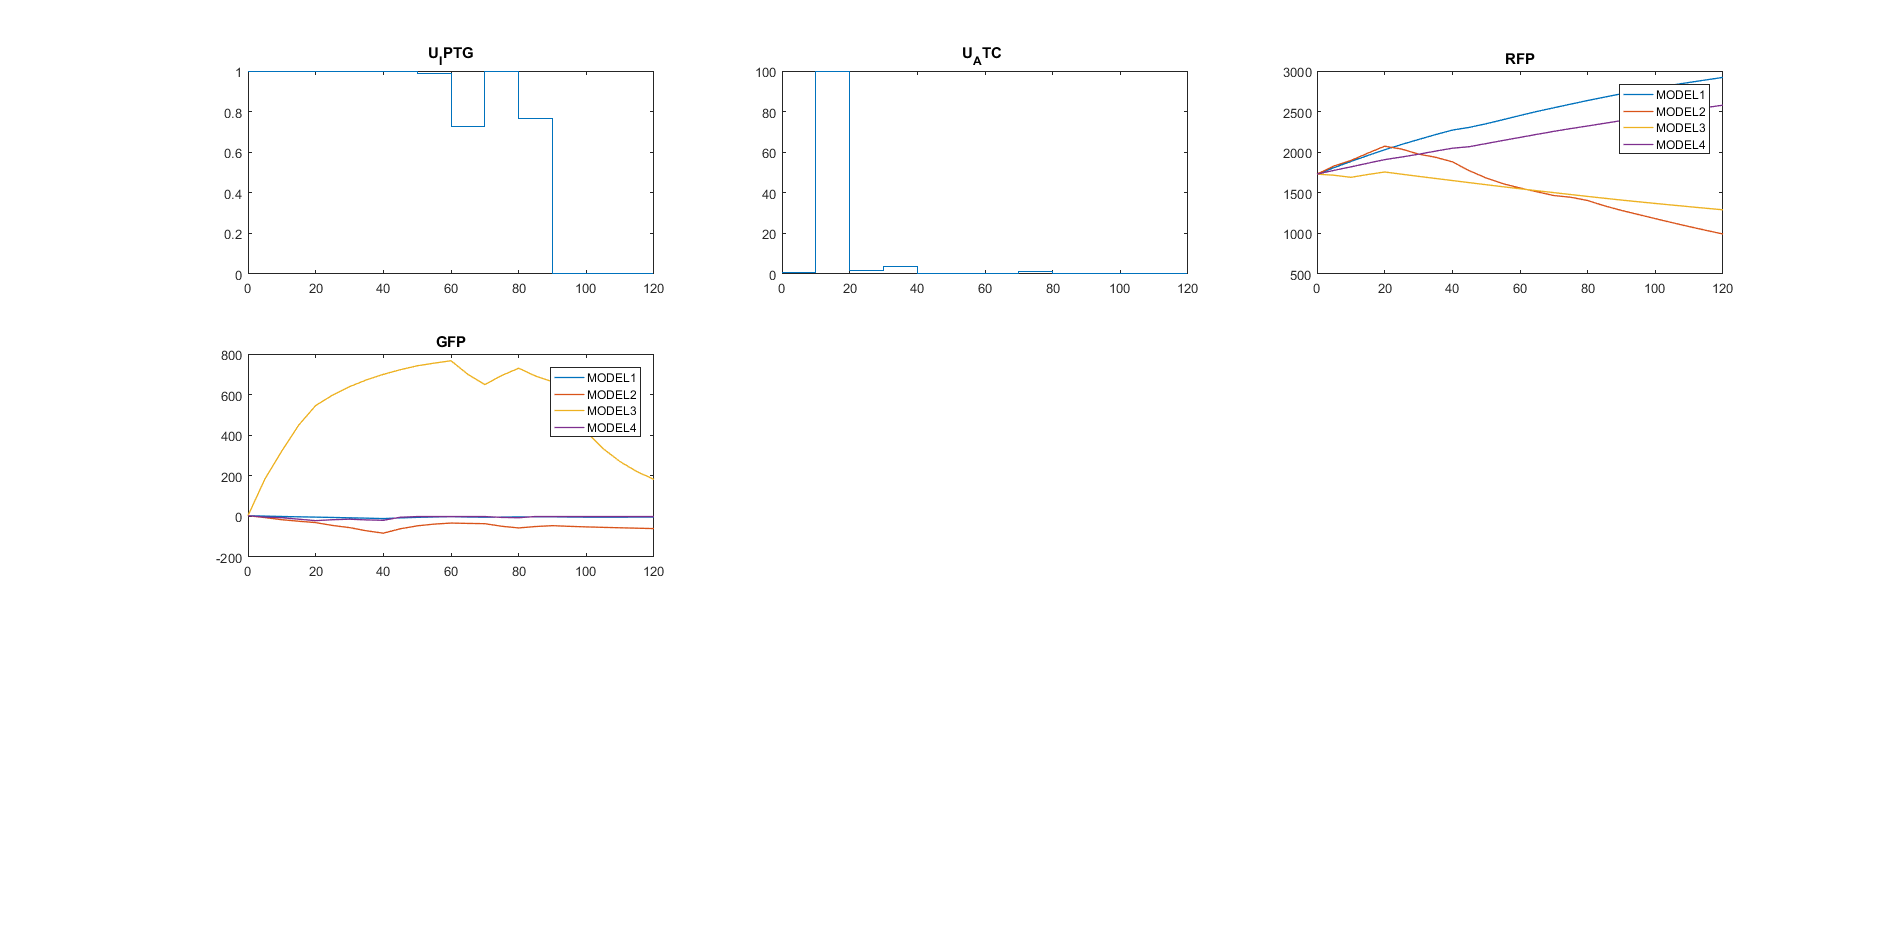 U_IPTG
1
0.8
0.6
0.4
0.2
0
0 20 40 60 80 100 120
U_ATC
100
80
60
40
20
0
0 20 40 60 80 100 120
RFP
3000
2500
2000
1500
1000
500
0 20 40 60 80 100 120
MODEL1
MODEL2
MODEL3
MODEL4
GFP
800
600
400
200
0
-200
0 20 40 60 80 100 120
MODEL1
MODEL2
MODEL3
MODEL4